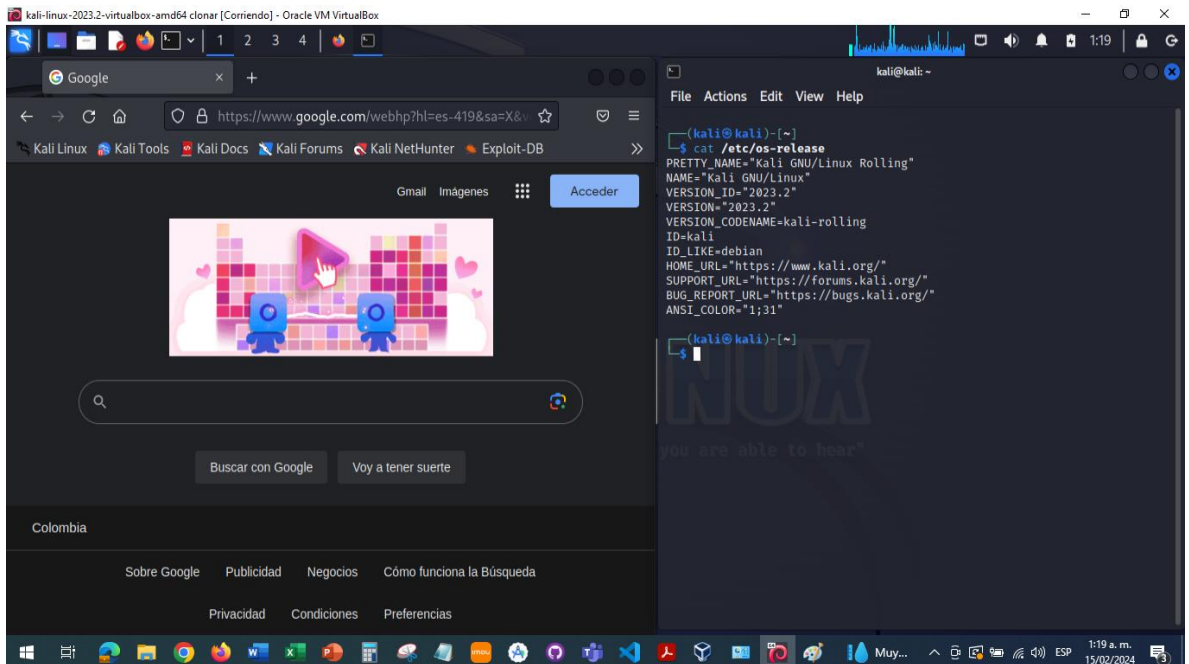 kali-linux-2023.2-virtualbox-amd64 clonar [Corriendo] - Oracle VM VirtualBox
1 2 3 4
1:19
Google
https://www.google.com/webhp?hl=es-419&sa=X&v
Kali Linux Kali Tools Kali Docs Kali Forums Kali NetHunter Exploit-DB
Gmail Imágenes Acceder
Buscar con Google Voy a tener suerte
Colombia
Sobre Google Publicidad Negocios Cómo funciona la Búsqueda
Privacidad Condiciones Preferencias
kali@kali: ~
File Actions Edit View Help
(kali㉿kali)-[~]
$ cat /etc/os-release
PRETTY_NAME="Kali GNU/Linux Rolling"
NAME="Kali GNU/Linux"
VERSION_ID="2023.2"
VERSION="2023.2"
VERSION_CODENAME=kali-rolling
ID=kali
ID_LIKE=debian
HOME_URL="https://www.kali.org/"
SUPPORT_URL="https://forums.kali.org/"
BUG_REPORT_URL="https://bugs.kali.org/"
ANSI_COLOR="1;31"
(kali㉿kali)-[~]
$
NUX
you are able to hear"
Muy... ESP 1:19 a. m.
15/02/2024